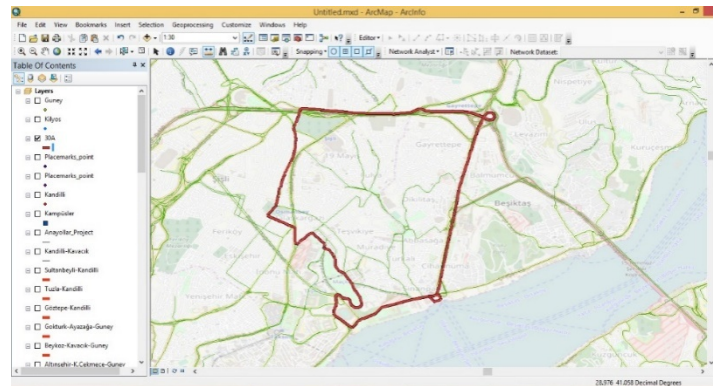 Untitled.mxd - ArcMap - ArcInfo
File Edit View Bookmarks Insert Selection Geoprocessing Customize Windows Help
1:30 Editor
Snapping Network Analyst Network Dataset:
Table Of Contents
Layers
Guney
Kilyos
30A
Placemarks_point
Placemarks_point
Kandilli
Kampüsler
Anayollar_Project
Kandilli-Kavacık
Sultanbeyli-Kandilli
Tuzla-Kandilli
Göztepe-Kandilli
Gokturk-Ayazağa-Guney
Beykoz-Kavacık-Guney
Altınşehir-K.Cekmece-Guney
Gayrettepe
Şişli
Beşiktaş
Teşvikiye
28,976 41,058 Decimal Degrees